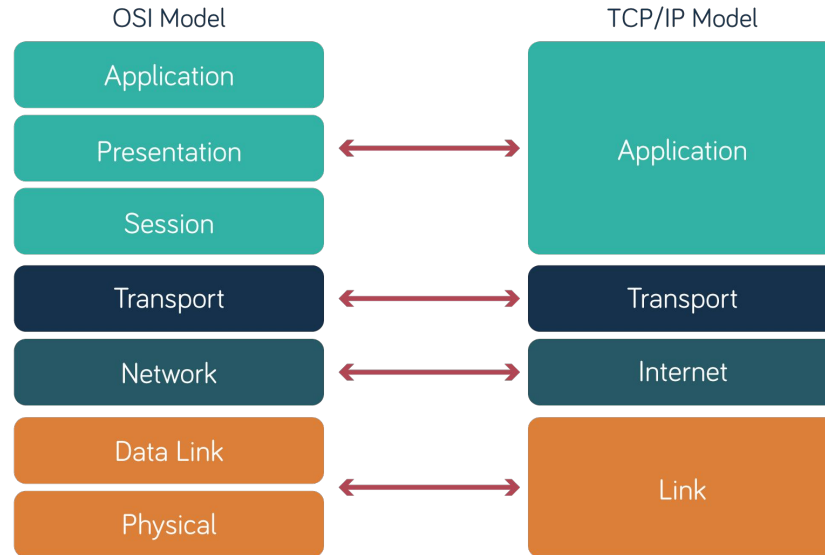 OSI Model
TCP/IP Model
Application
Presentation
Session
Transport
Network
Data Link
Physical
Application
Transport
Internet
Link